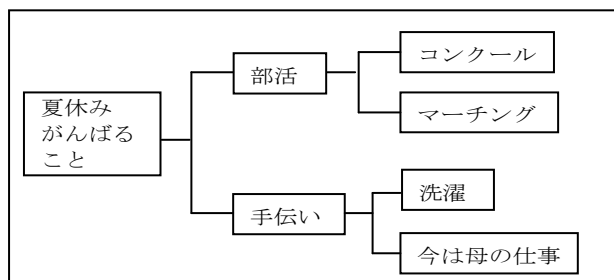 夏休み
がんばる
こと
部活
コンクール
マーチング
手伝い
洗濯
今は母の仕事